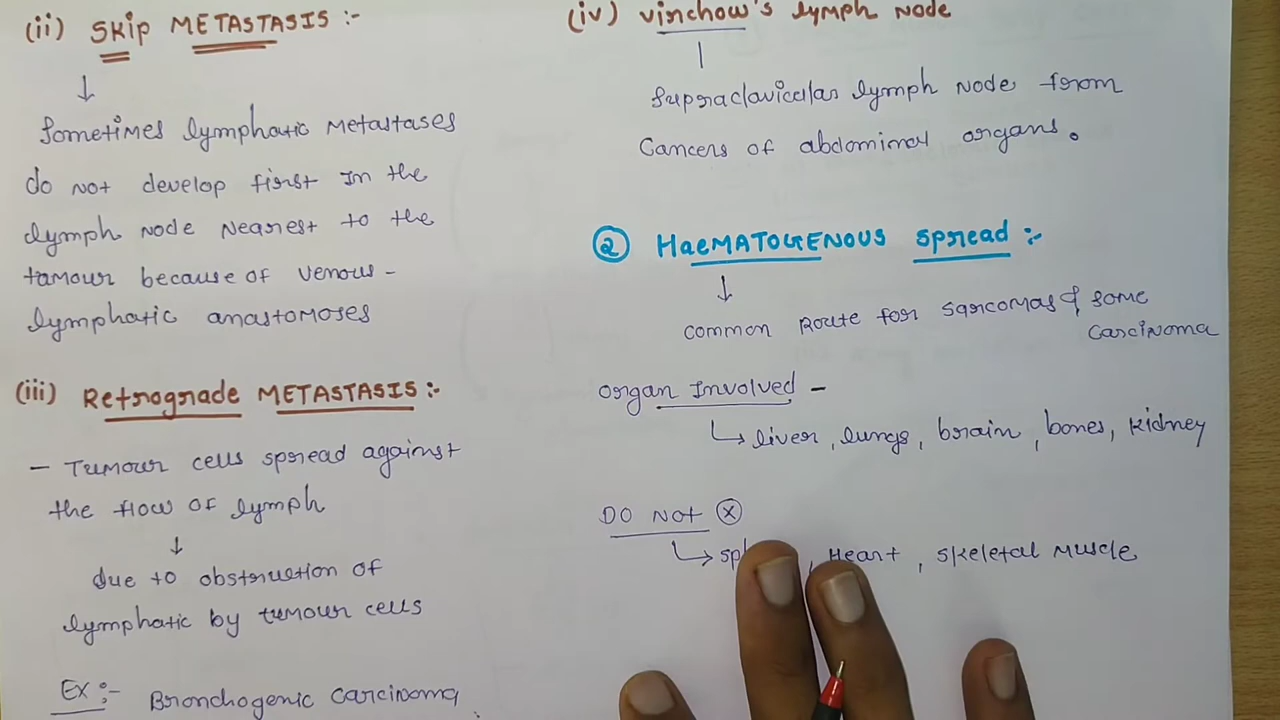 (ii) Skip METASTASIS :-
↓
Sometimes lymphatic Metastases
do not develop first In the
lymph Node Nearest to the
tamour because of venous -
lymphatic anastomoses
(iii) Retrograde METASTASIS :-
- Tumour cells spread against
the flow of lymph
↓
due to obstruction of
lymphatic by tumour cells
Ex :- Bronchogenic carcinoma
(iv) Virchow's lymph Node
Supraclavicular lymph Node from
Cancers of abdominal organs.
② HaeMATOGENOUS Spread :-
↓
common Route for Sarcomas & some
carcinoma
Organ Involved -
↳ liver, lungs, brain, bones, kidney
DO NOT ⓧ
↳ , Heart, Skeletal Muscle